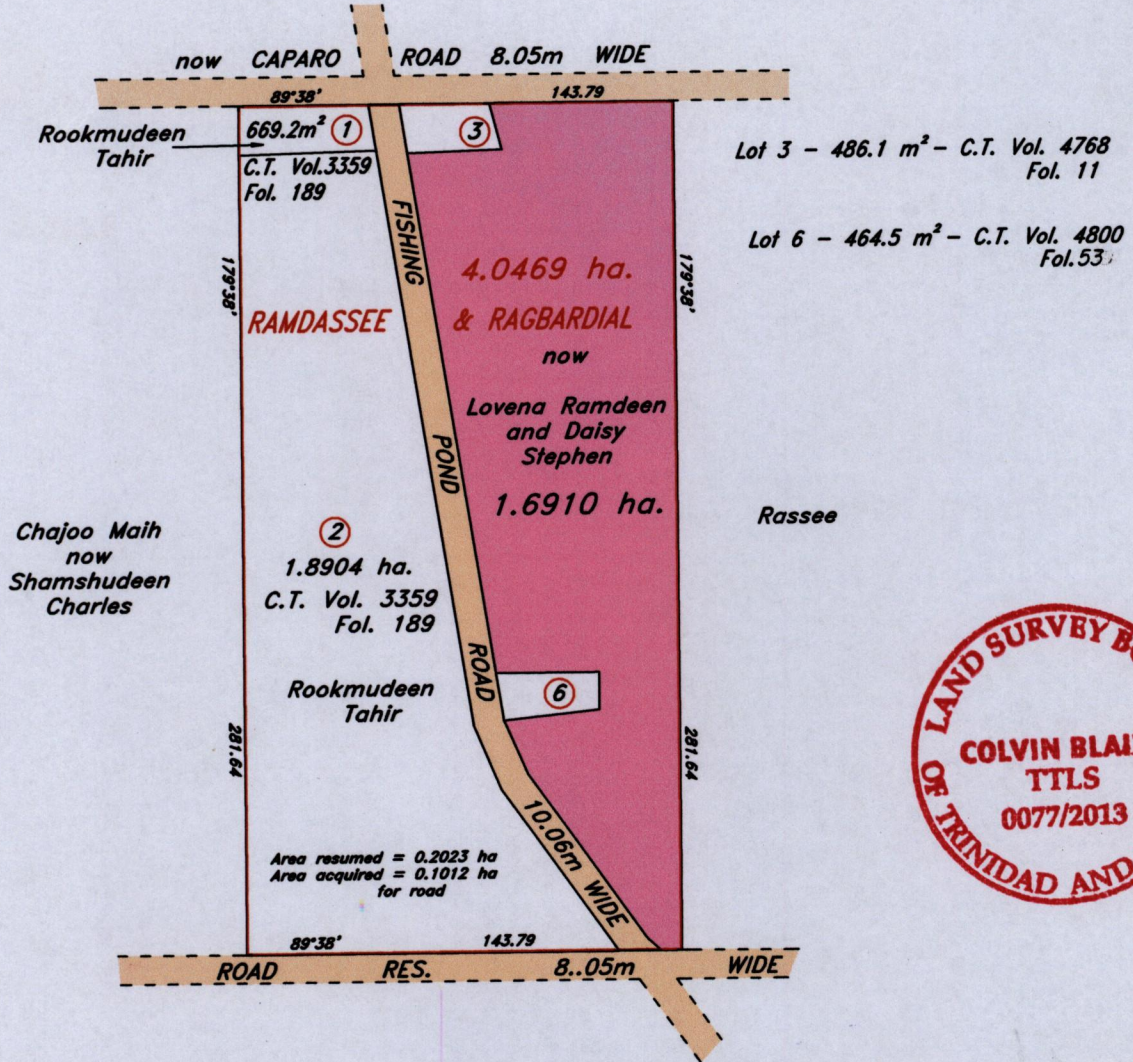 now CAPARO ROAD 8.05m WIDE
89°38' 143.79
Rookmudeen
Tahir
669.2m² 1
C.T. Vol.3359
Fol. 189
3
Lot 3 - 486.1 m² - C.T. Vol. 4768
Fol. 11
Lot 6 - 464.5 m² - C.T. Vol. 4800
Fol.53
179°38'
FISHING
POND
ROAD
10.06m WIDE
4.0469 ha.
RAMDASSEE & RAGBARDIAL
now
Lovena Ramdeen
and Daisy
Stephen
1.6910 ha.
179°38'
Rassee
Chajoo Maih
now
Shamshudeen
Charles
2
1.8904 ha.
C.T. Vol. 3359
Fol. 189
Rookmudeen
Tahir
6
281.64
281.64
Area resumed = 0.2023 ha
Area acquired = 0.1012 ha
for road
89°38' 143.79
ROAD RES. 8..05m WIDE
LAND SURVEY
OF TRINIDAD AND
COLVIN
TTLS
0077/2013